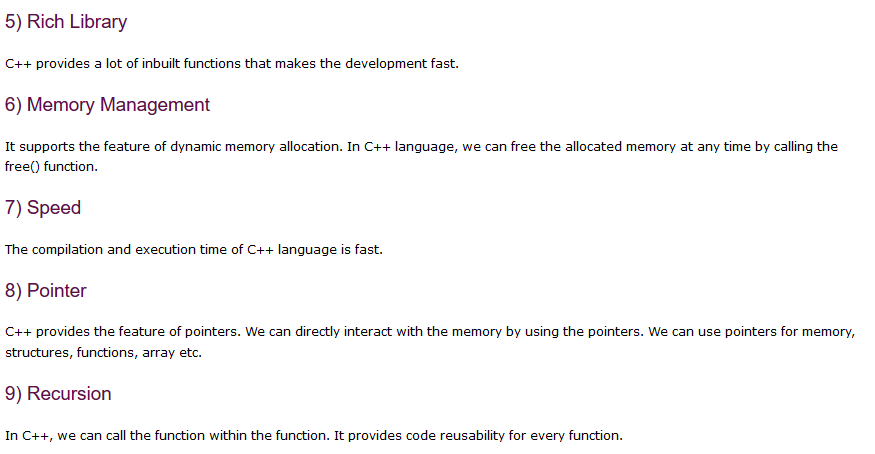 5) Rich Library
C++ provides a lot of inbuilt functions that makes the development fast.
6) Memory Management
It supports the feature of dynamic memory allocation. In C++ language, we can free the allocated memory at any time by calling the
free() function.
7) Speed
The compilation and execution time of C++ language is fast.
8) Pointer
C++ provides the feature of pointers. We can directly interact with the memory by using the pointers. We can use pointers for memory,
structures, functions, array etc.
9) Recursion
In C++, we can call the function within the function. It provides code reusability for every function.